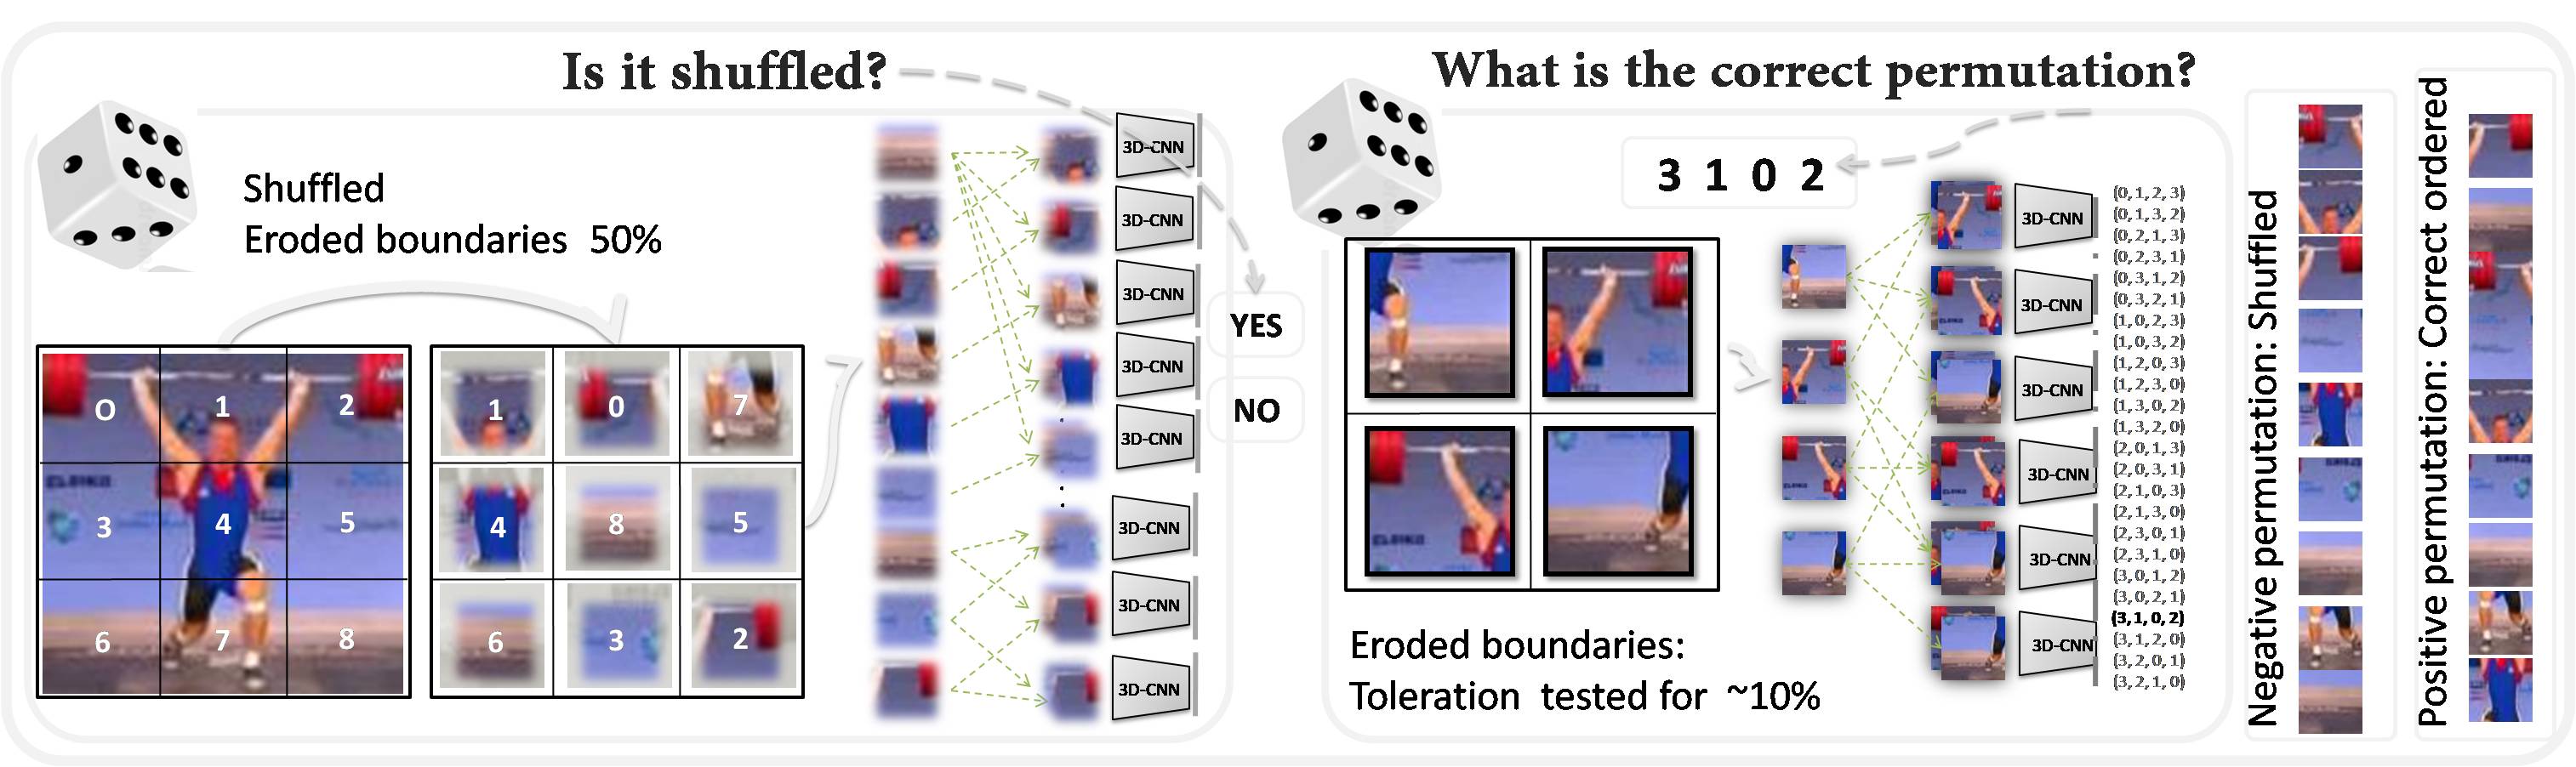 Is it shuffled?
Shuffled
Eroded boundaries 50%
0 1 2
3 4 5
6 7 8
1 0 7
4 8 5
6 3 2
3D-CNN
3D-CNN
3D-CNN
3D-CNN
3D-CNN
3D-CNN
3D-CNN
3D-CNN
YES
NO
What is the correct permutation?
3 1 0 2
Eroded boundaries:
Toleration tested for ~10%
3D-CNN
3D-CNN
3D-CNN
3D-CNN
3D-CNN
3D-CNN
(0,1,2,3)
(0,1,3,2)
(0,2,1,3)
(0,2,3,1)
(0,3,1,2)
(0,3,2,1)
(1,0,2,3)
(1,0,3,2)
(1,2,0,3)
(1,2,3,0)
(1,3,0,2)
(1,3,2,0)
(2,0,1,3)
(2,0,3,1)
(2,1,0,3)
(2,1,3,0)
(2,3,0,1)
(2,3,1,0)
(3,0,1,2)
(3,0,2,1)
(3,1,0,2)
(3,1,2,0)
(3,2,0,1)
(3,2,1,0)
Negative permutation: Shuffled
Positive permutation: Correct ordered